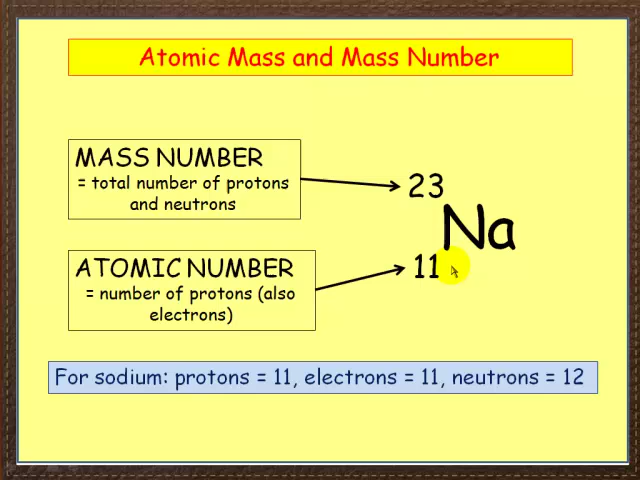 Atomic Mass and Mass Number
MASS NUMBER
= total number of protons
and neutrons
23
Na
ATOMIC NUMBER
11
= number of protons (also
electrons)
For sodium: protons = 11, electrons = 11, neutrons = 12